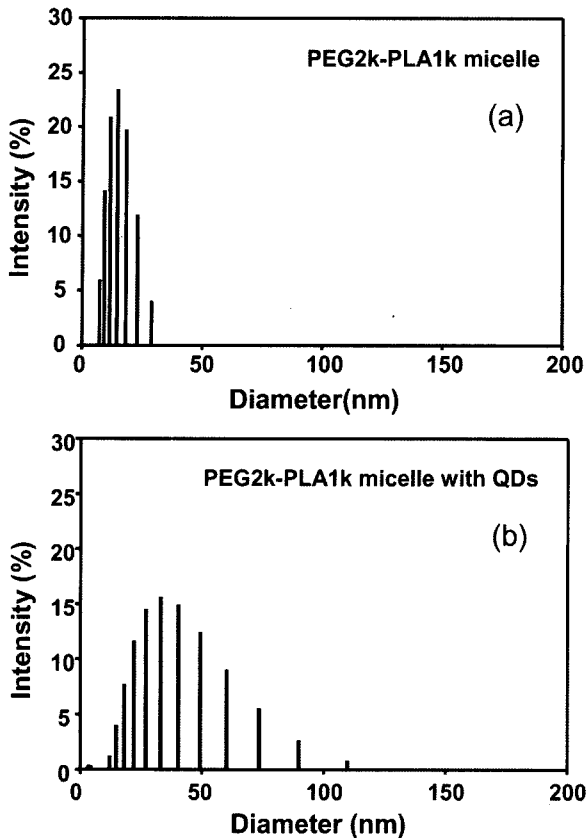 30
PEG2k-PLA1k micelle
25
(a)
20
Intensity (%)
15
10
5
0
0 50 100 150 200
Diameter(nm)
30
PEG2k-PLA1k micelle with QDs
25
(b)
20
Intensity (%)
15
10
5
0
0 50 100 150 200
Diameter (nm)